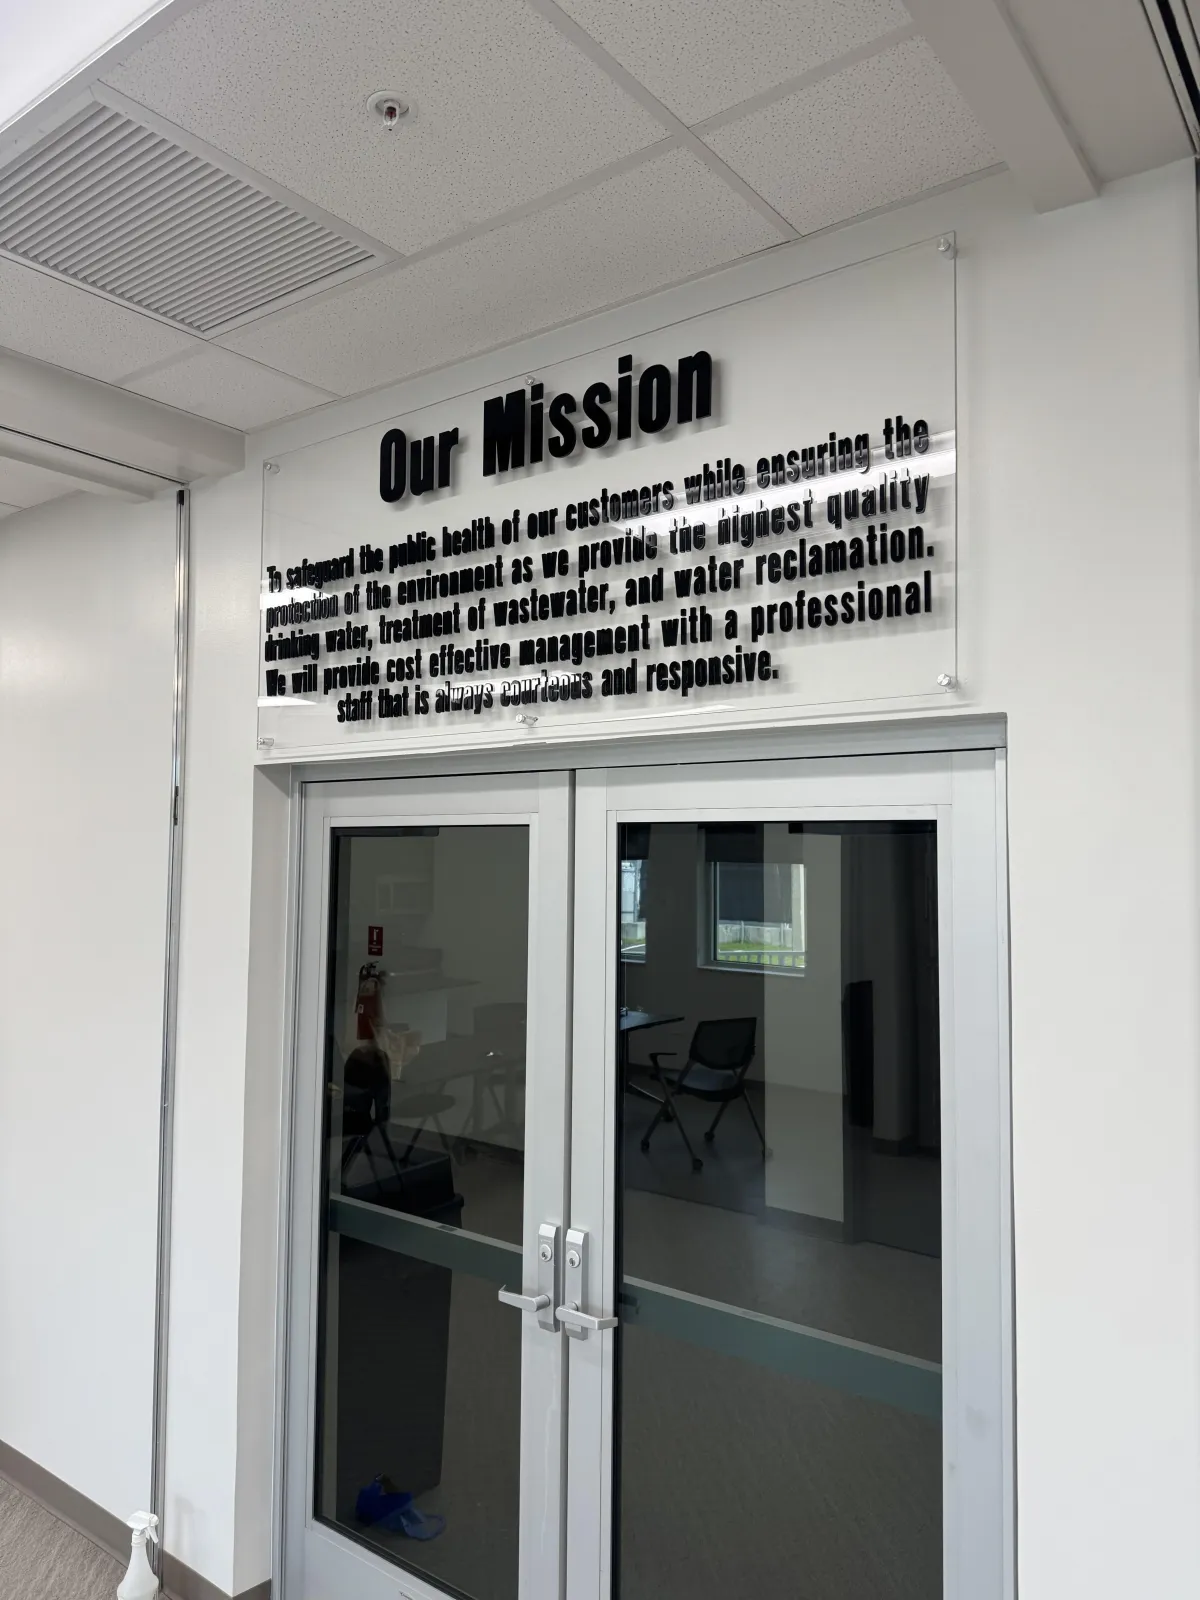 Our Mission
To safeguard the public health of our customers while ensuring the
protection of the environment as we provide the highest quality
drinking water, treatment of wastewater, and water reclamation.
We will provide cost effective management with a professional
staff that is always courteous and responsive.